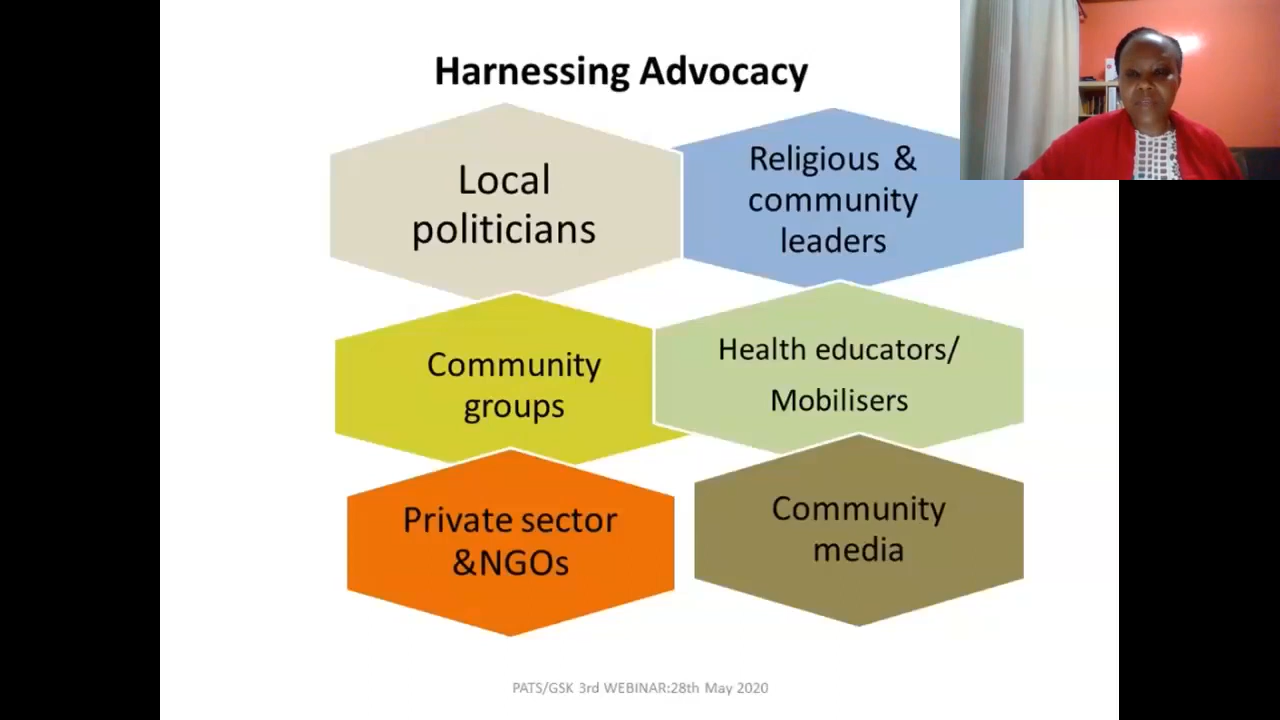 Harnessing Advocacy
Local
politicians
Religious &
community
leaders
Community
groups
Health educators/
Mobilisers
Private sector
&NGOs
Community
media
PATS/GSK 3rd WEBINAR:28th May 2020